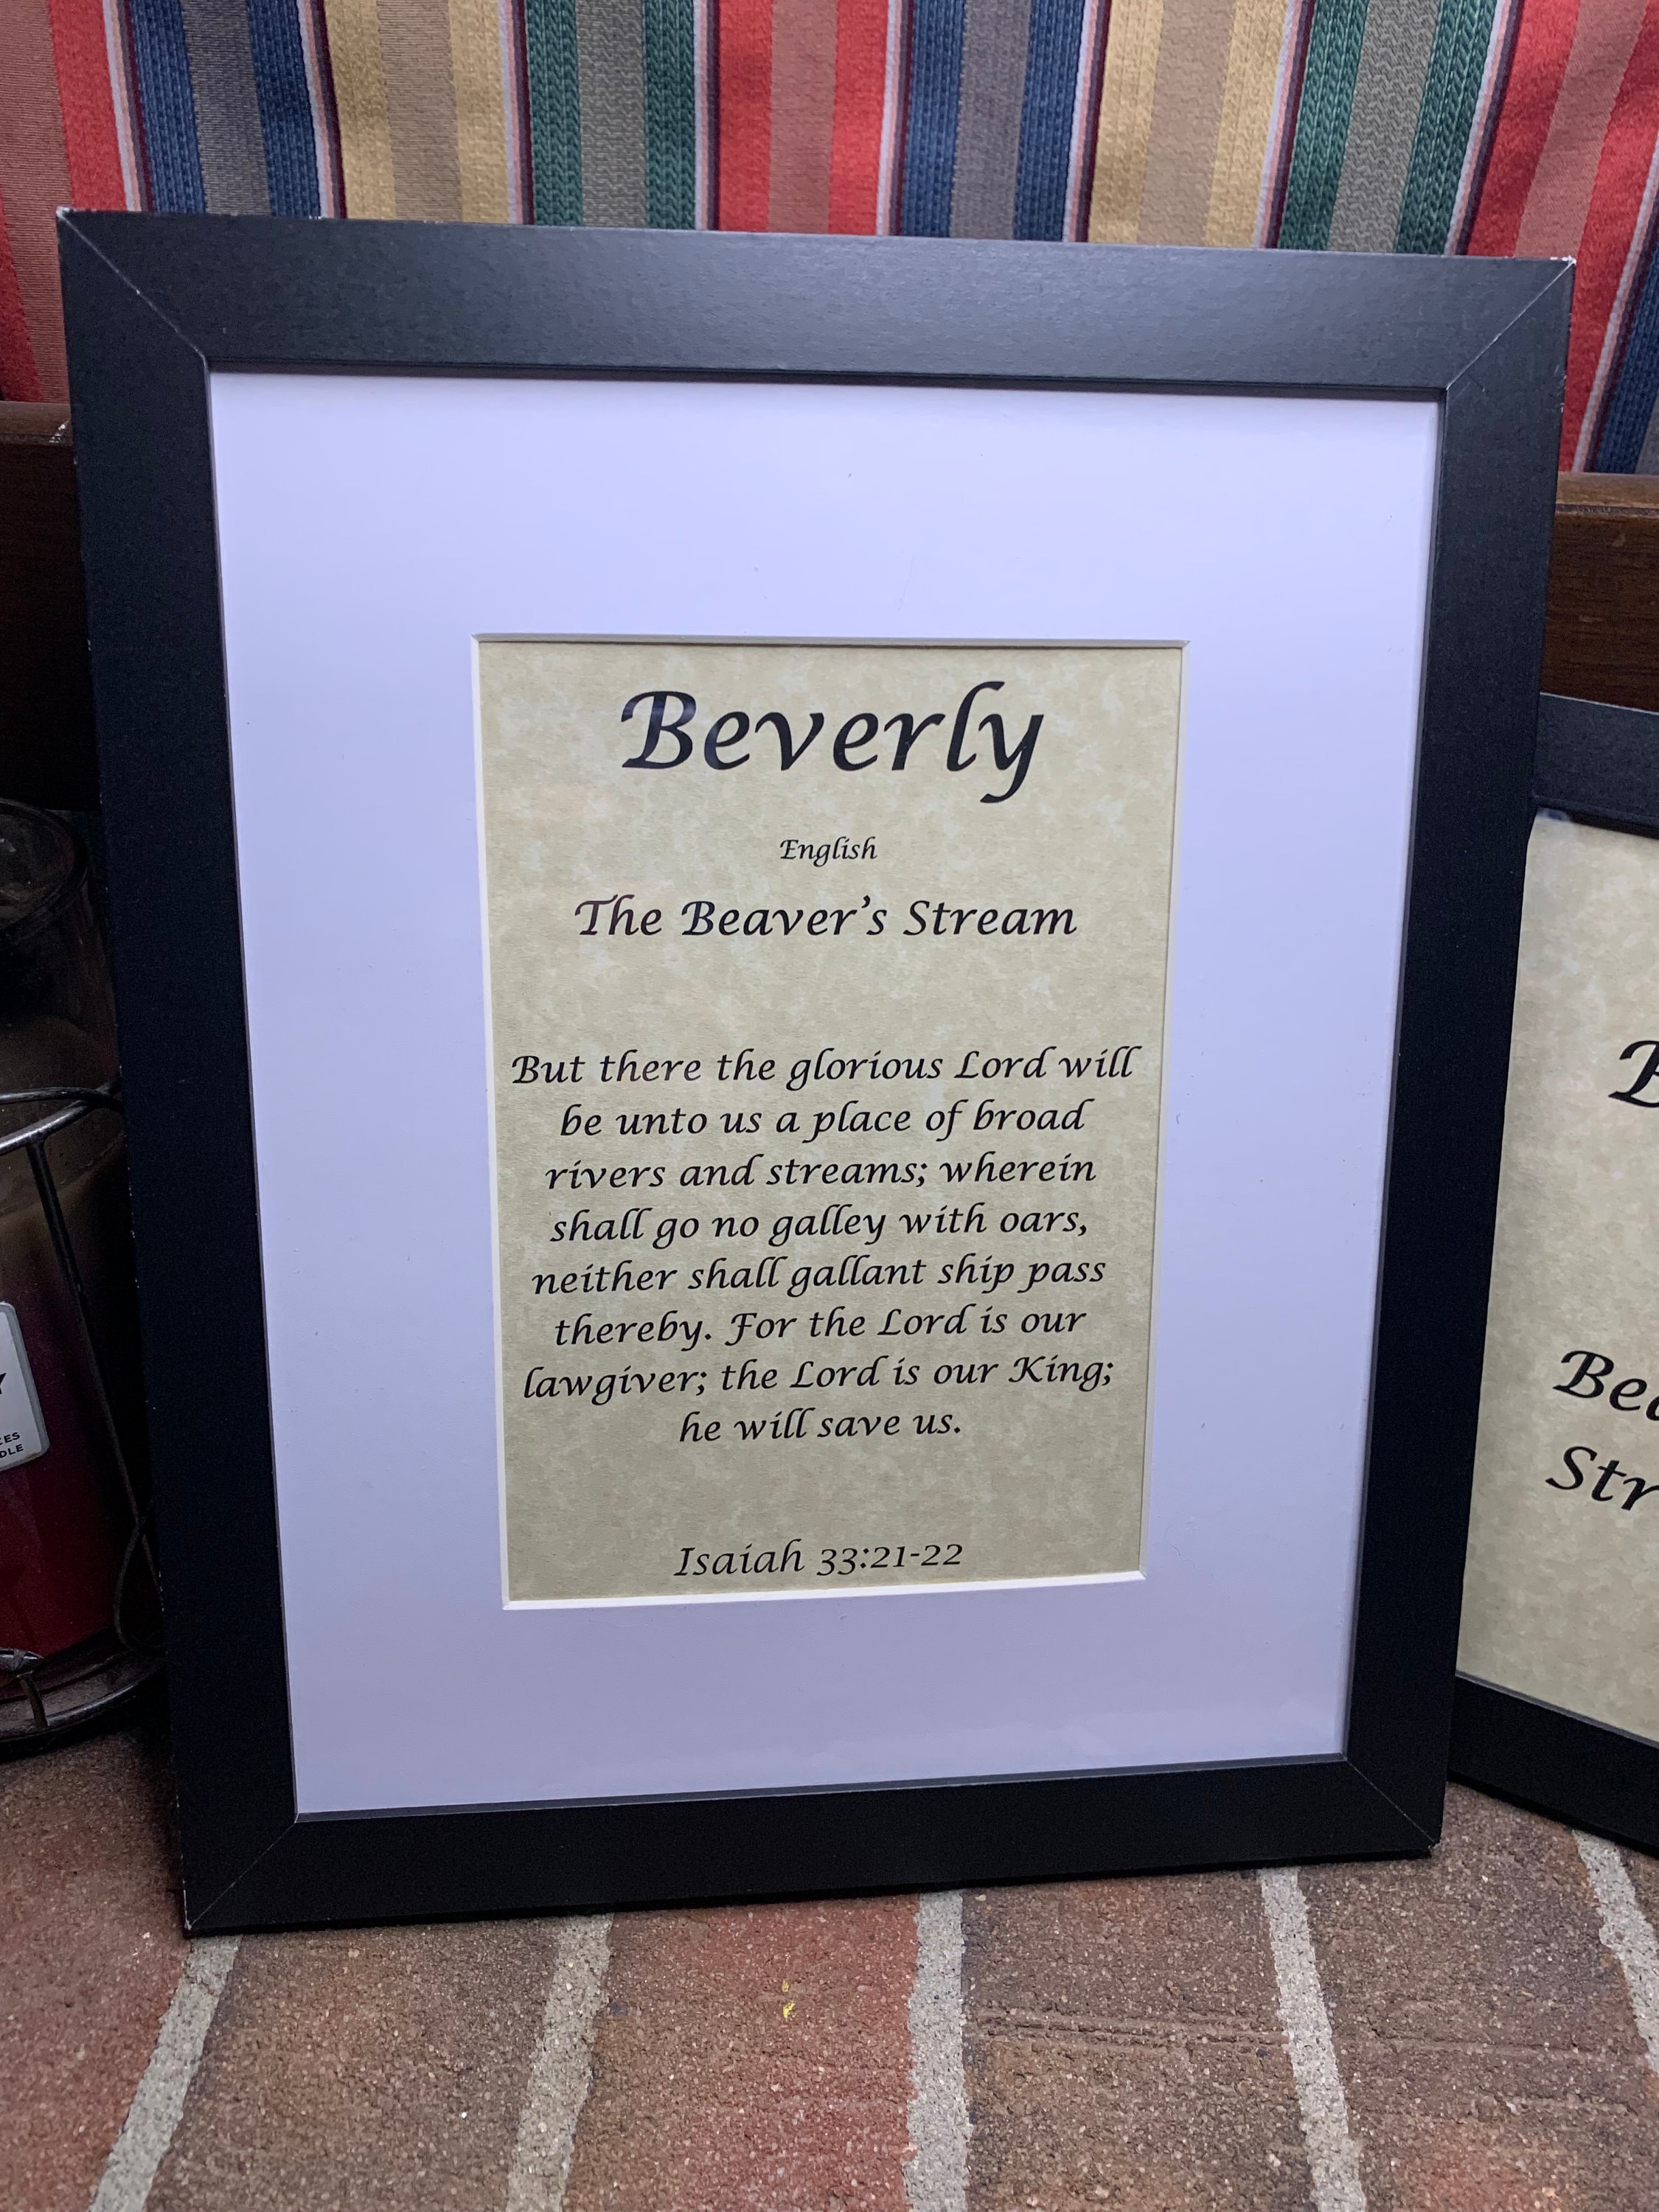 Beverly
English
The Beaver's Stream
But there the glorious Lord will
be unto us a place of broad
rivers and streams; wherein
shall go no galley with oars,
neither shall gallant ship pass
thereby. For the Lord is our
lawgiver; the Lord is our King;
he will save us.
Isaiah 33:21-22